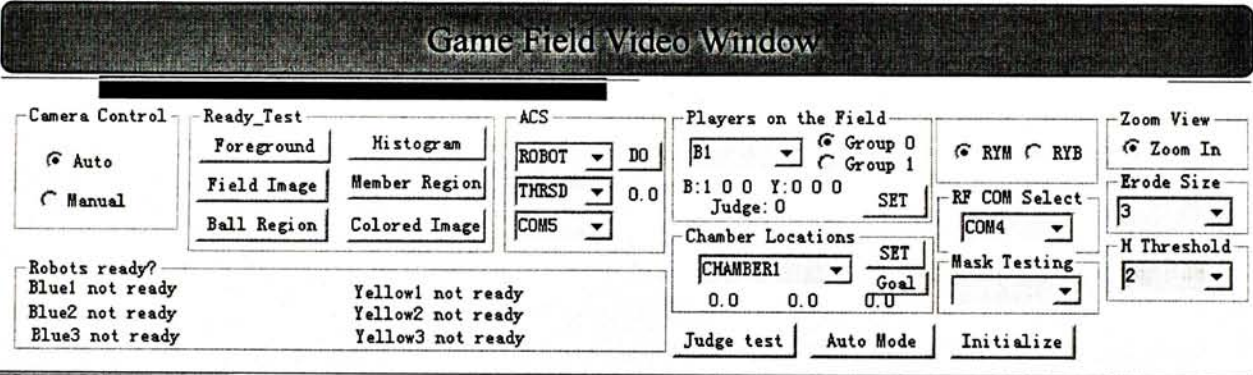 Game Field Video Window
Camera Control
Auto
Manual
Ready_Test
Foreground
Histogram
Field Image
Member Region
Ball Region
Colored Image
ACS
ROBOT
DO
THRSD
0.0
COM5
Players on the Field
B1
Group 0
Group 1
B:1 0 0 Y:0 0 0
Judge: 0
SET
Chamber Locations
CHAMBER1
SET
Goal
0.0 0.0 0.0
RYM RYB
RF COM Select
COM4
Mask Testing
Zoom View
Zoom In
Erode Size
3
H Threshold
2
Robots ready?
Blue1 not ready
Yellow1 not ready
Blue2 not ready
Yellow2 not ready
Blue3 not ready
Yellow3 not ready
Judge test
Auto Mode
Initialize